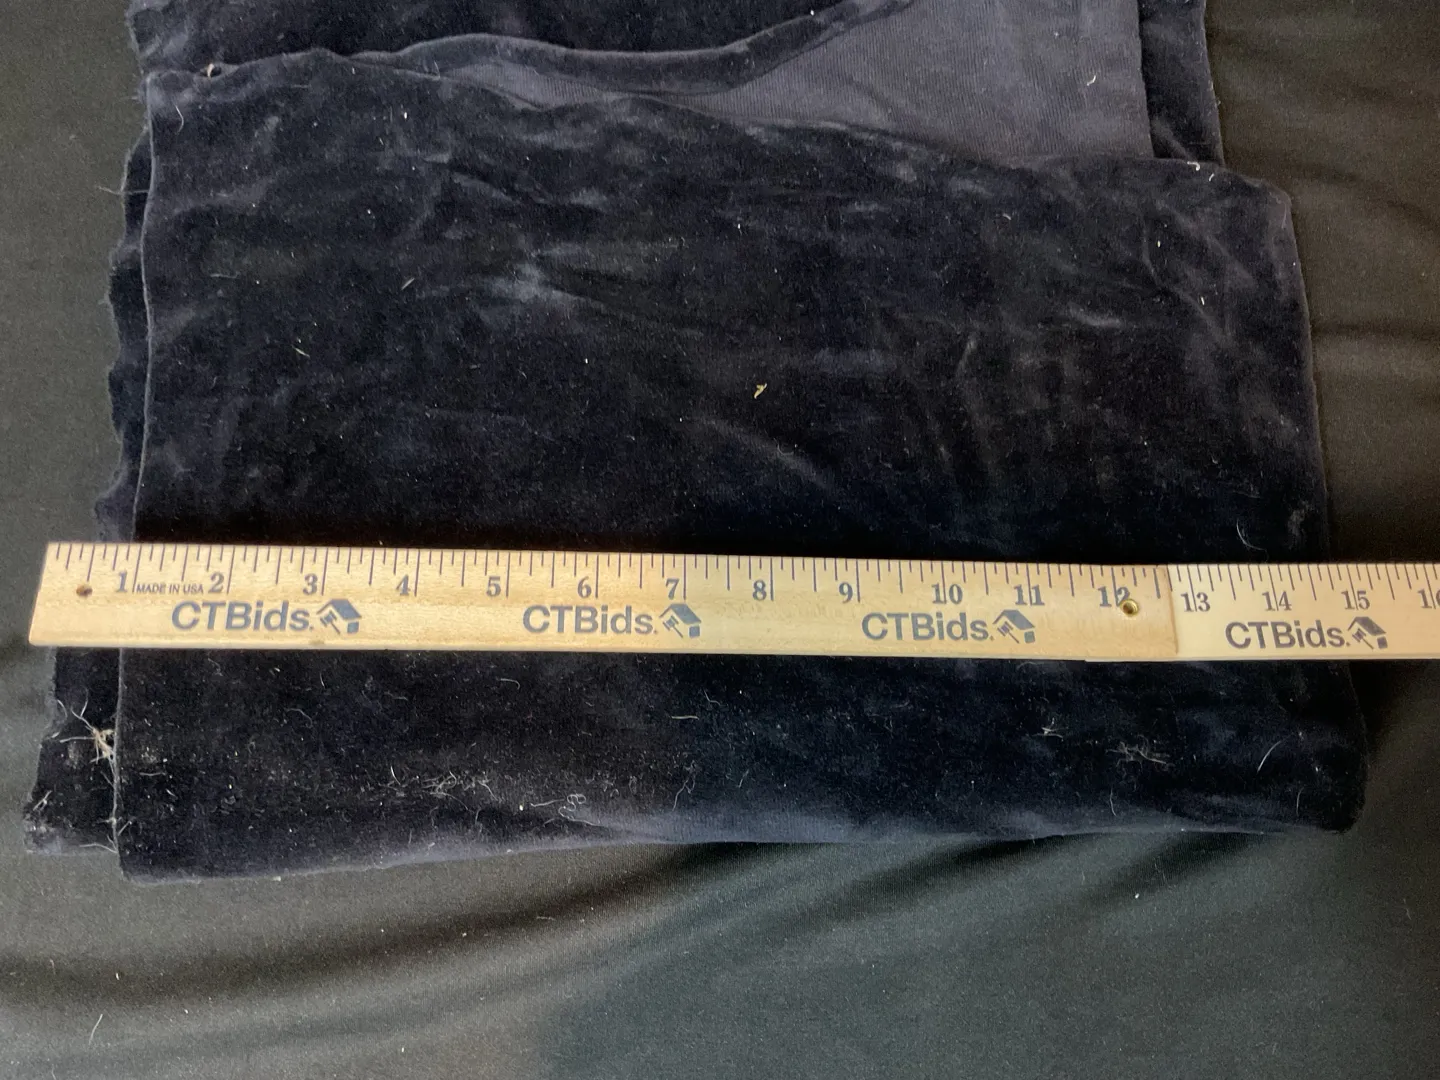 1 MADE IN USA 2 3 4 5 6 7 8 9 10 11 12 13 14 15
CTBids. CTBids. CTBids. CTBids.